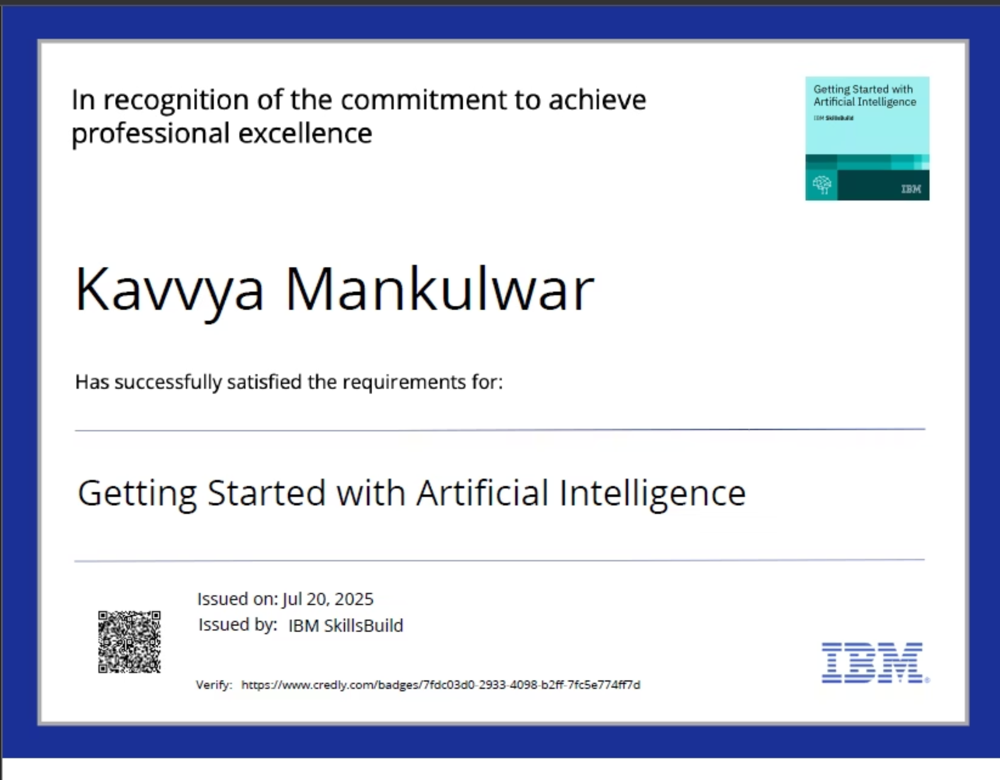 In recognition of the commitment to achieve
professional excellence
Getting Started with
Artificial Intelligence
IBM SkillsBuild
IBM
Kavvya Mankulwar
Has successfully satisfied the requirements for:
Getting Started with Artificial Intelligence
Issued on: Jul 20, 2025
Issued by: IBM SkillsBuild
Verify: https://www.credly.com/badges/7fdc03d0-2933-4098-b2ff-7fc5e774ff7d
IBM®